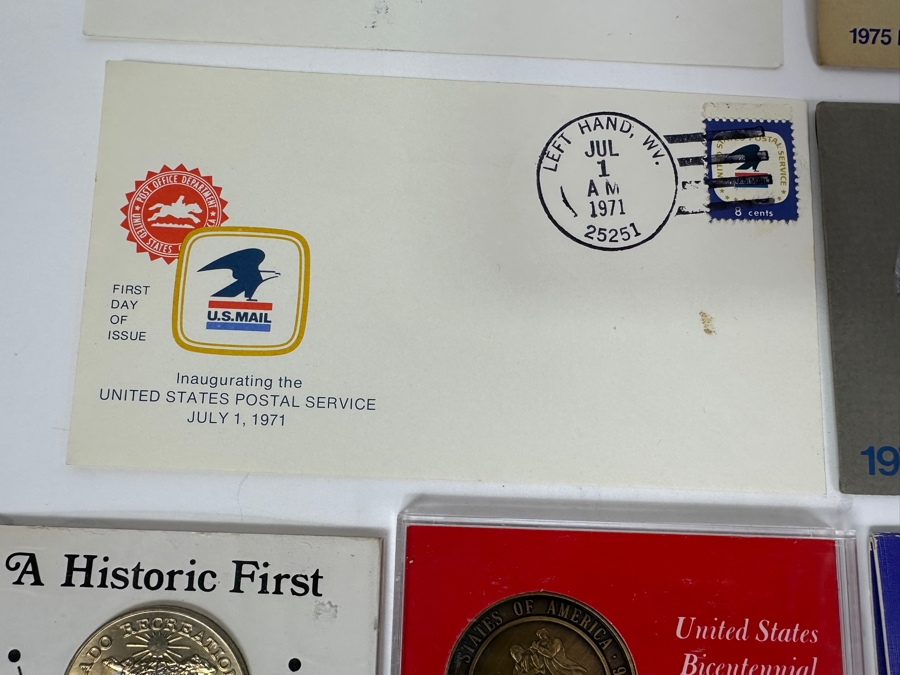 1975
POST OFFICE DEPARTMENT
UNITED STATES
U.S. MAIL
FIRST
DAY
OF
ISSUE
Inaugurating the
UNITED STATES POSTAL SERVICE
JULY 1, 1971
LEFT HAND, WV.
JUL
1
AM
1971
25251
UNITED STATES POSTAL SERVICE
8 cents
19
A Historic First
RECREATION
STATES OF AMERICA
United States
Bicentennial